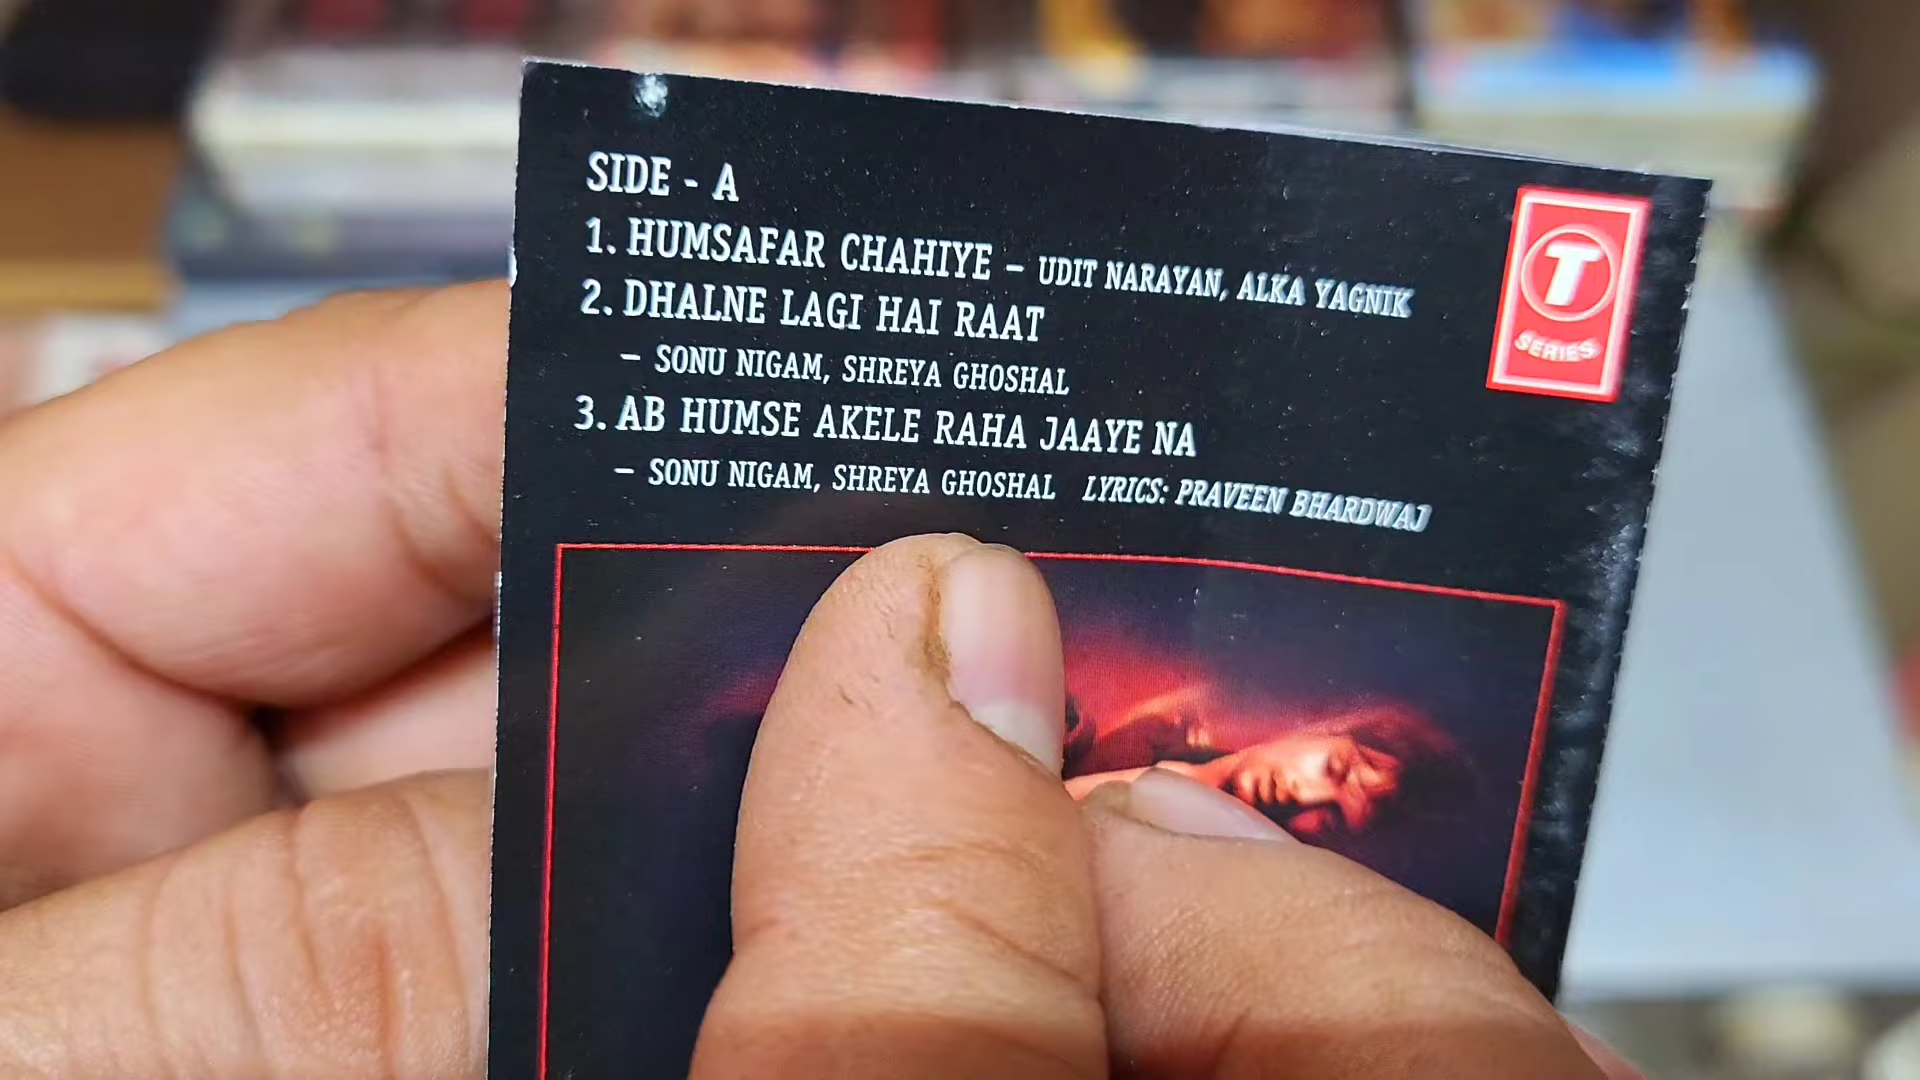 SIDE - A
1. HUMSAFAR CHAHIYE – UDIT NARAYAN, ALKA YAGNIK
2. DHALNE LAGI HAI RAAT
– SONU NIGAM, SHREYA GHOSHAL
3. AB HUMSE AKELE RAHA JAAYE NA
– SONU NIGAM, SHREYA GHOSHAL LYRICS: PRAVEEN BHARDWAJ
T
SERIES